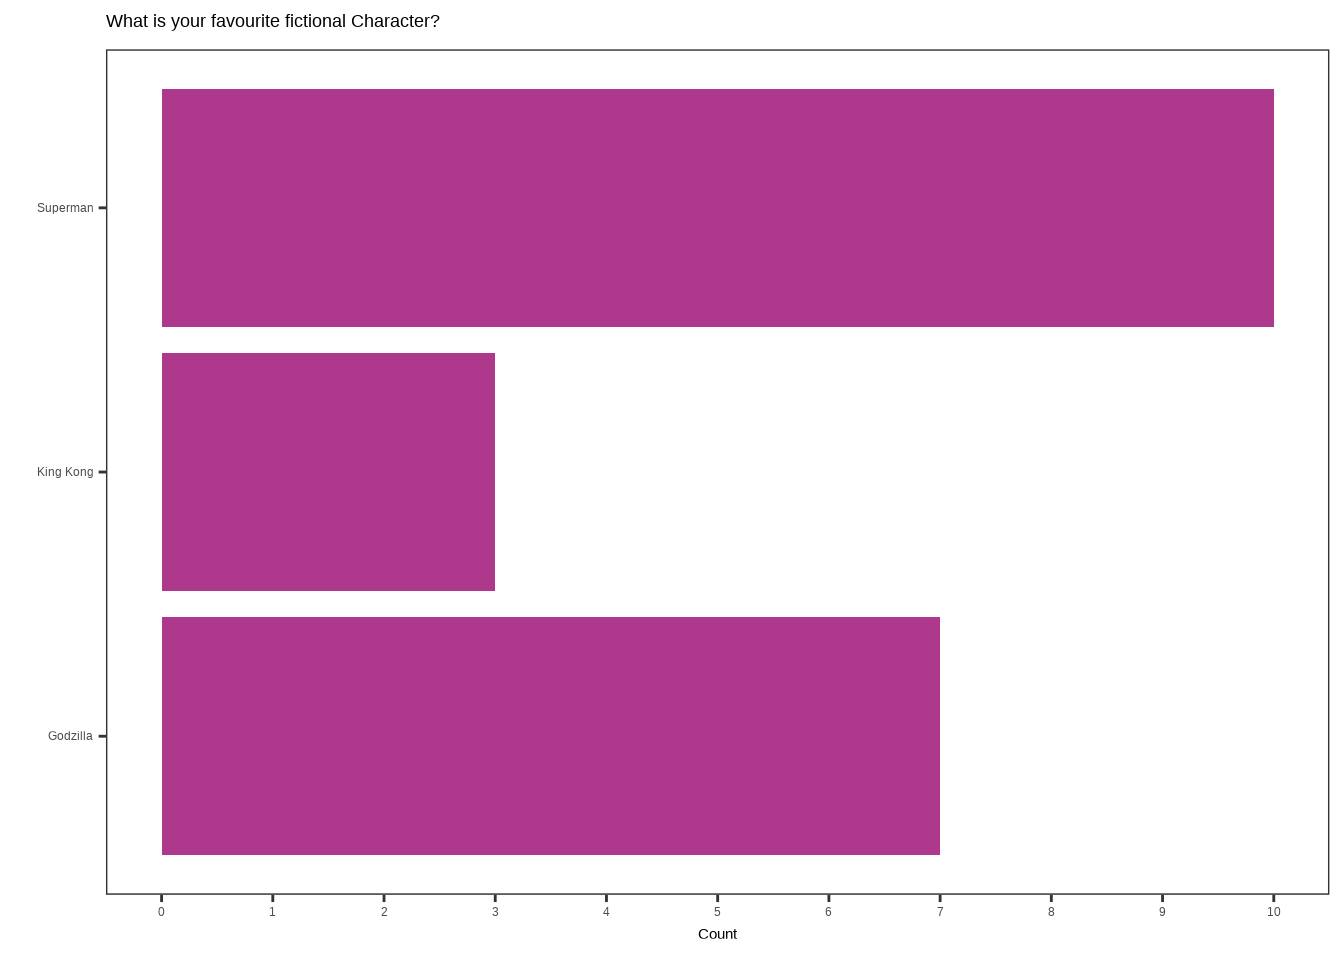 What is your favourite fictional Character?
Superman
King Kong
Godzilla
0 1 2 3 4 5 6 7 8 9 10
Count